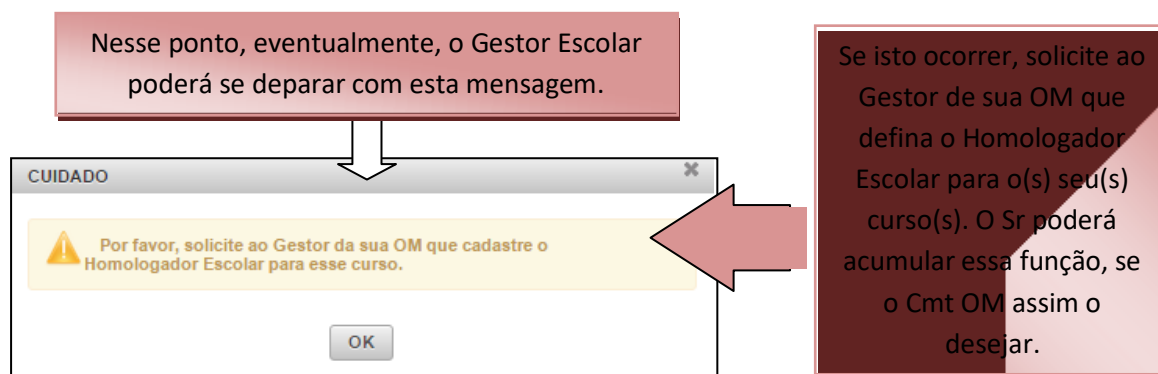 Nesse ponto, eventualmente, o Gestor Escolar
poderá se deparar com esta mensagem.
CUIDADO
Por favor, solicite ao Gestor da sua OM que cadastre o
Homologador Escolar para esse curso.
OK
Se isto ocorrer, solicite ao
Gestor de sua OM que
defina o Homologador
Escolar para o(s) seu(s)
curso(s). O Sr poderá
acumular essa função, se
o Cmt OM assim o
desejar.